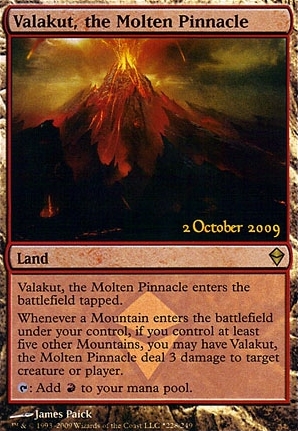 Valakut, the Molten Pinnacle
2 October 2009
Land
Valakut, the Molten Pinnacle enters the
battlefield tapped.
Whenever a Mountain enters the battlefield
under your control, if you control at least
five other Mountains, you may have Valakut,
the Molten Pinnacle deal 3 damage to target
creature or player.
: Add to your mana pool.
James Paick
™ & © 1993-2009 Wizards of the Coast LLC 228/249